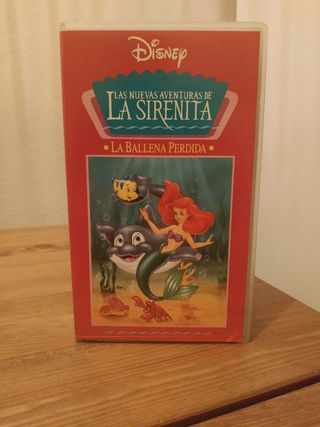 DISNEY
LAS NUEVAS AVENTURAS DE
LA SIRENITA
• LA BALLENA PERDIDA •